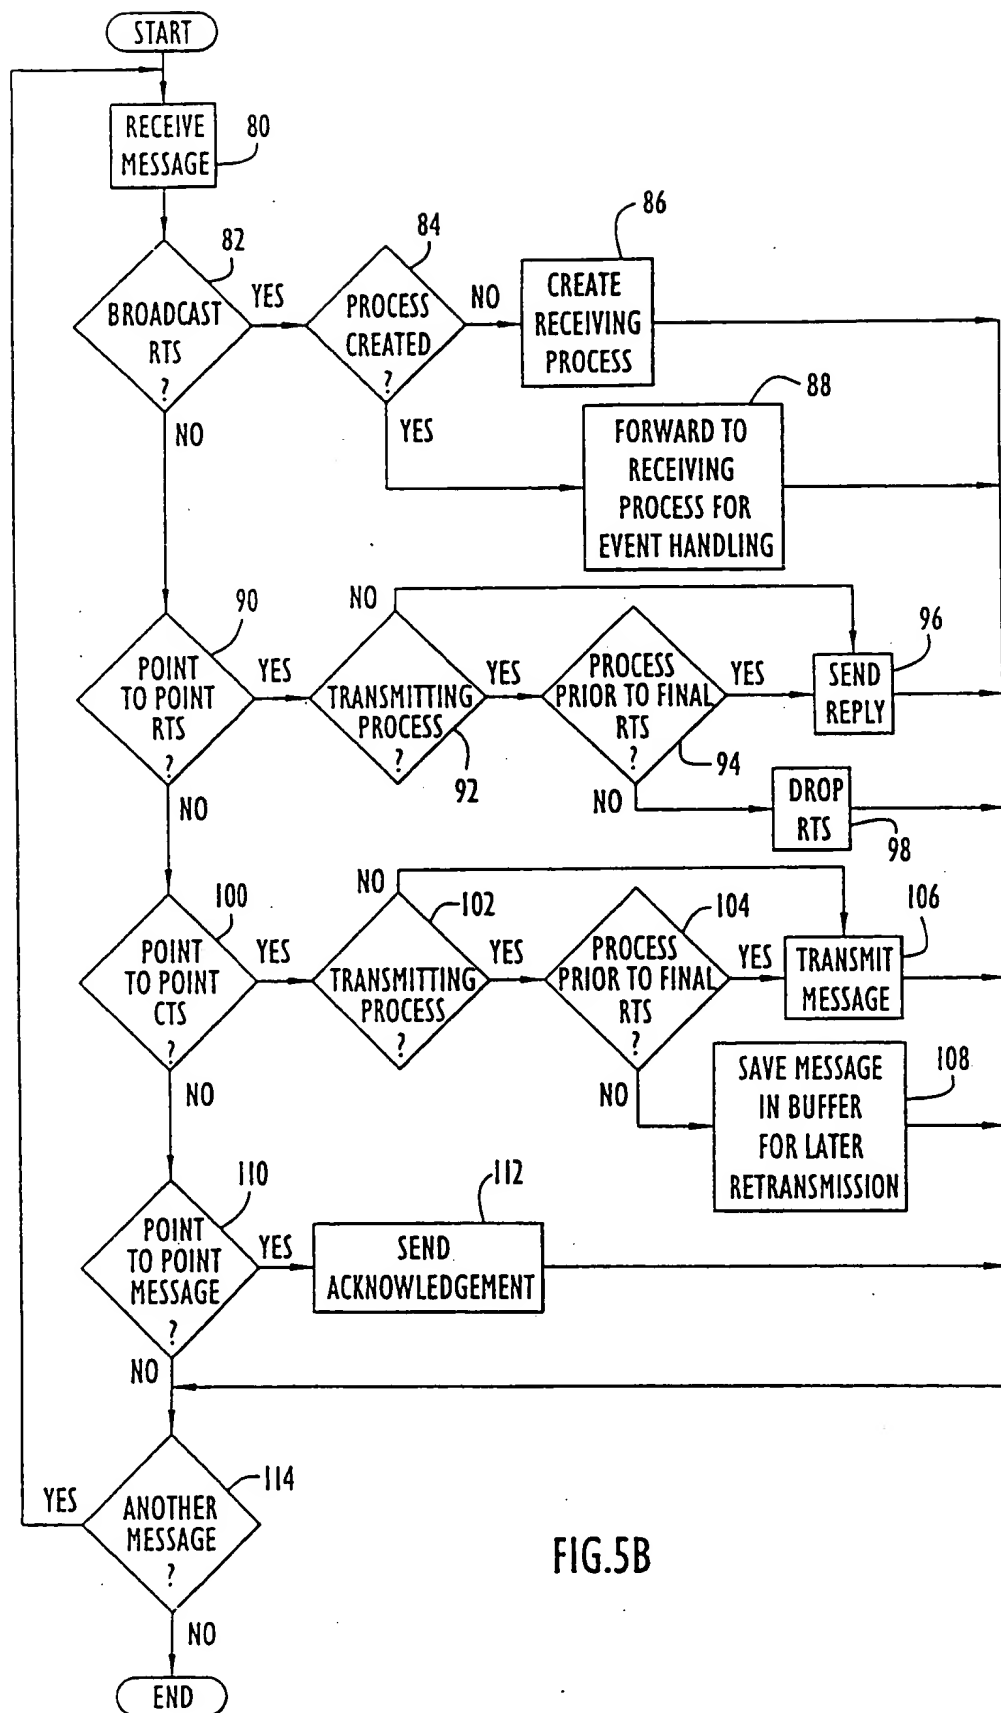 START
RECEIVE
MESSAGE
80
BROADCAST
RTS
?
82
YES
NO
PROCESS
CREATED
?
84
NO
YES
CREATE
RECEIVING
PROCESS
86
FORWARD TO
RECEIVING
PROCESS FOR
EVENT HANDLING
88
POINT
TO POINT
RTS
?
90
YES
NO
TRANSMITTING
PROCESS
?
92
NO
YES
PROCESS
PRIOR TO FINAL
RTS
?
94
YES
NO
SEND
REPLY
96
DROP
RTS
98
POINT
TO POINT
CTS
?
100
YES
NO
TRANSMITTING
PROCESS
?
102
NO
YES
PROCESS
PRIOR TO FINAL
RTS
?
104
YES
NO
TRANSMIT
MESSAGE
106
SAVE MESSAGE
IN BUFFER
FOR LATER
RETRANSMISSION
108
POINT
TO POINT
MESSAGE
?
110
YES
NO
SEND
ACKNOWLEDGEMENT
112
ANOTHER
MESSAGE
?
114
YES
NO
END
FIG.5B